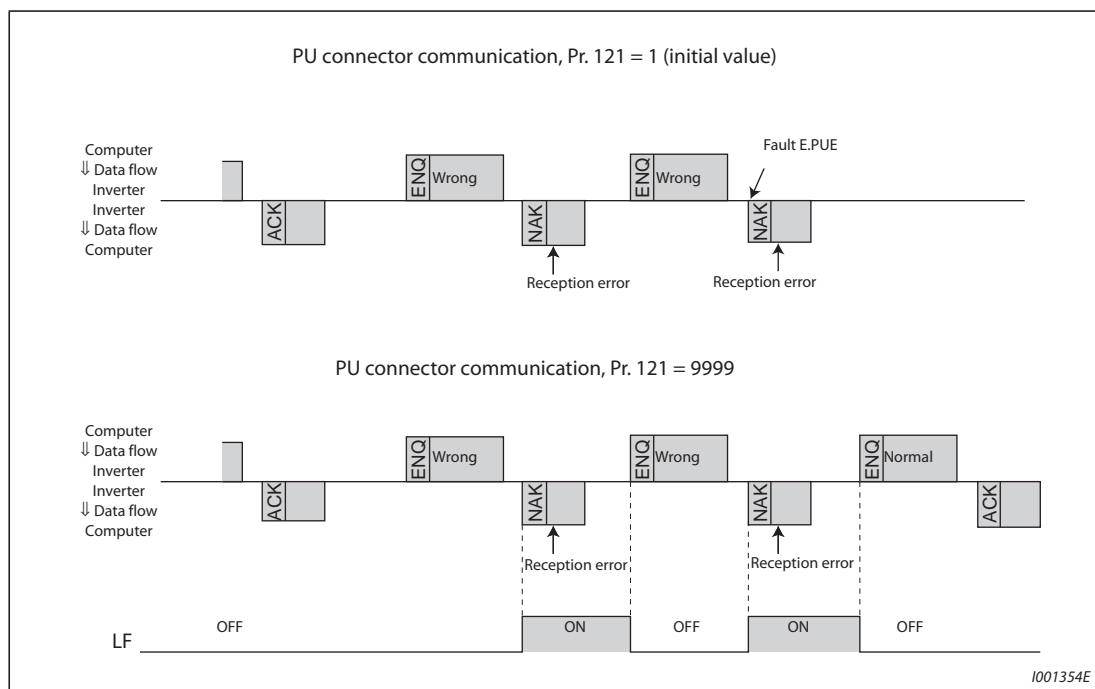 PU connector communication, Pr. 121 = 1 (initial value)
Fault E.PUE
Computer
⇓ Data flow
Inverter
Inverter
⇓ Data flow
Computer
ENQ Wrong
ENQ Wrong
ACK
NAK
NAK
Reception error
Reception error
PU connector communication, Pr. 121 = 9999
Computer
⇓ Data flow
Inverter
Inverter
⇓ Data flow
Computer
ENQ Wrong
ENQ Wrong
ENQ Normal
ACK
NAK
NAK
ACK
Reception error
Reception error
LF
OFF
ON
OFF
ON
OFF
I001354E